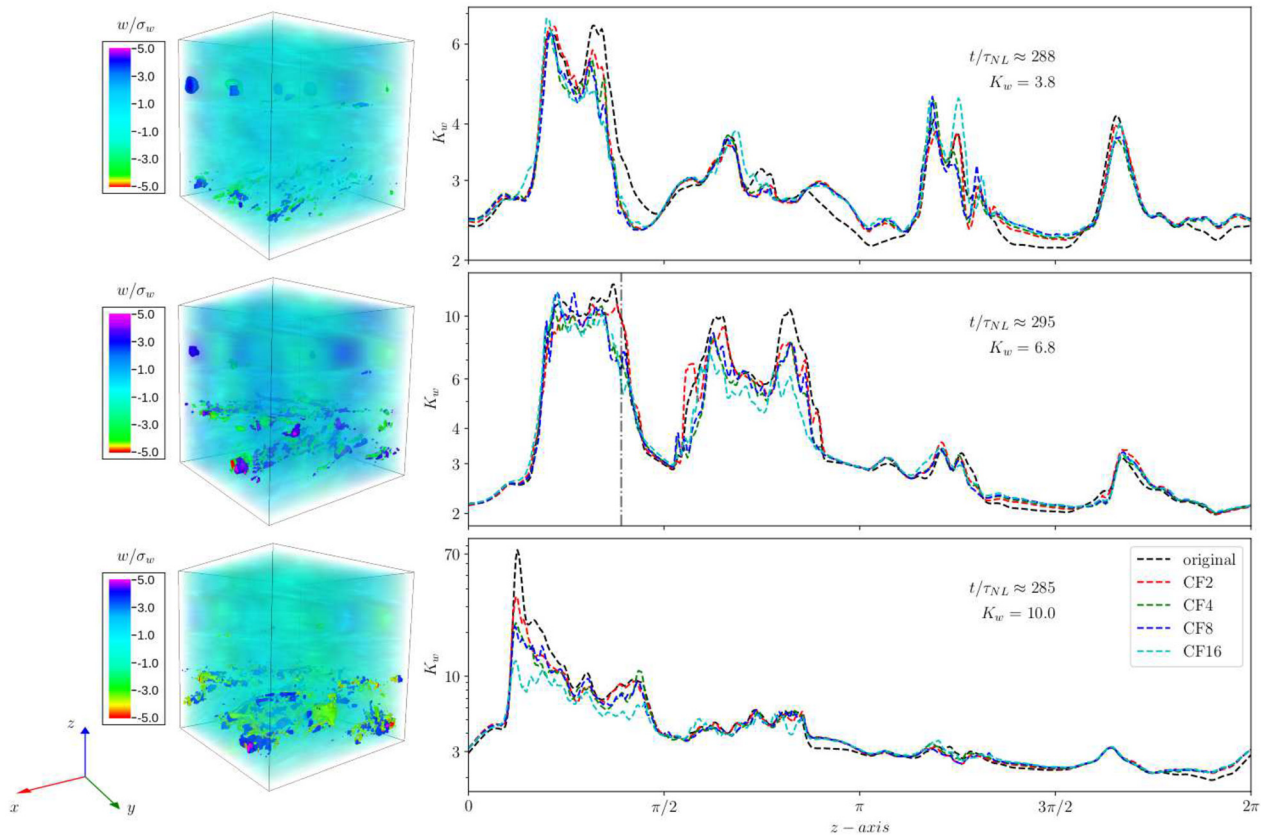 w/σ_w
5.0
3.0
1.0
-1.0
-3.0
-5.0
6
4
3
2
K_w
t/τ_NL ≈ 288
K_w = 3.8
w/σ_w
5.0
3.0
1.0
-1.0
-3.0
-5.0
10
6
4
3
2
K_w
t/τ_NL ≈ 295
K_w = 6.8
w/σ_w
5.0
3.0
1.0
-1.0
-3.0
-5.0
z
x
y
70
10
3
K_w
t/τ_NL ≈ 285
K_w = 10.0
original
CF2
CF4
CF8
CF16
0 π/2 π 3π/2 2π
z − axis